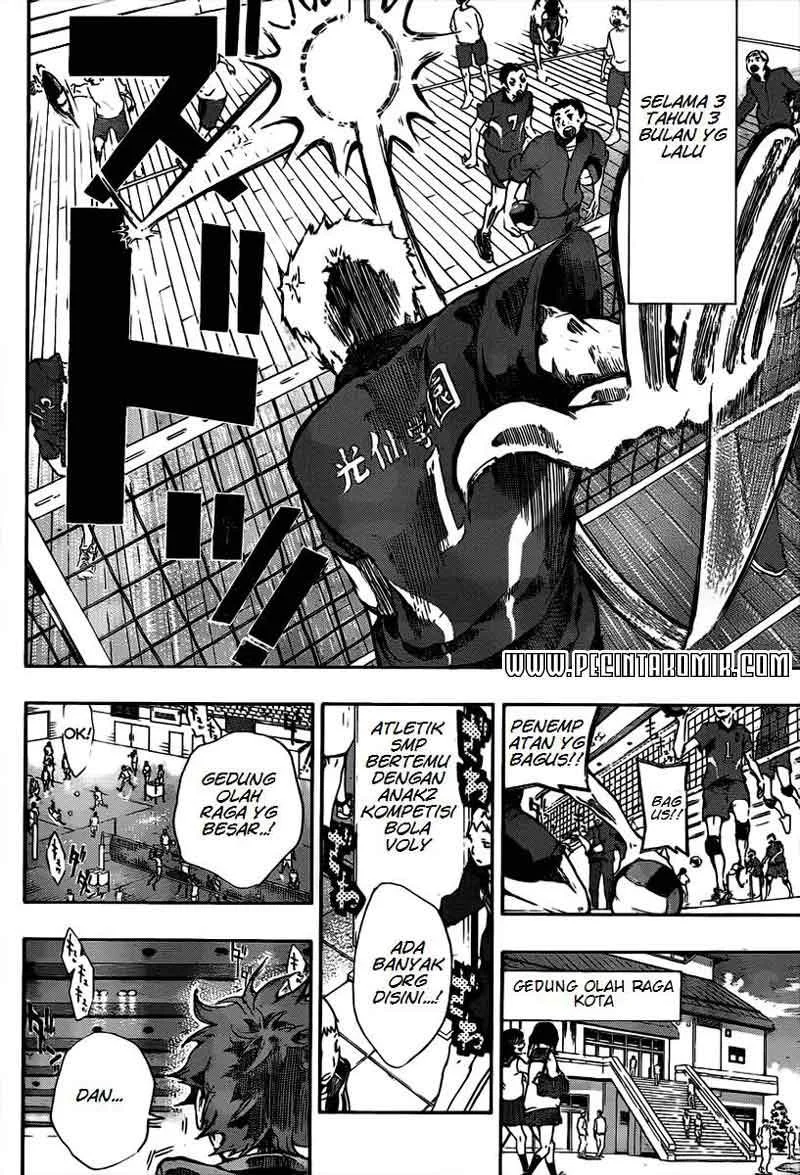 SELAMA 3
TAHUN 3
BULAN YG
LALU
7
ズドッ!!!
光仙学園
1
WWW.PECINTAKOMIK.COM
PENEMP
ATAN YG
BAGUS!!
1
BAG
US!!
GEDUNG OLAH RAGA
KOTA
ATLETIK
SMP
BERTEMU
DENGAN
ANAK2
KOMPETISI
BOLA
VOLY
ADA
BANYAK
ORG
DISINI...!
OK!
GEDUNG
OLAH
RAGA YG
BESAR..!
DAN...